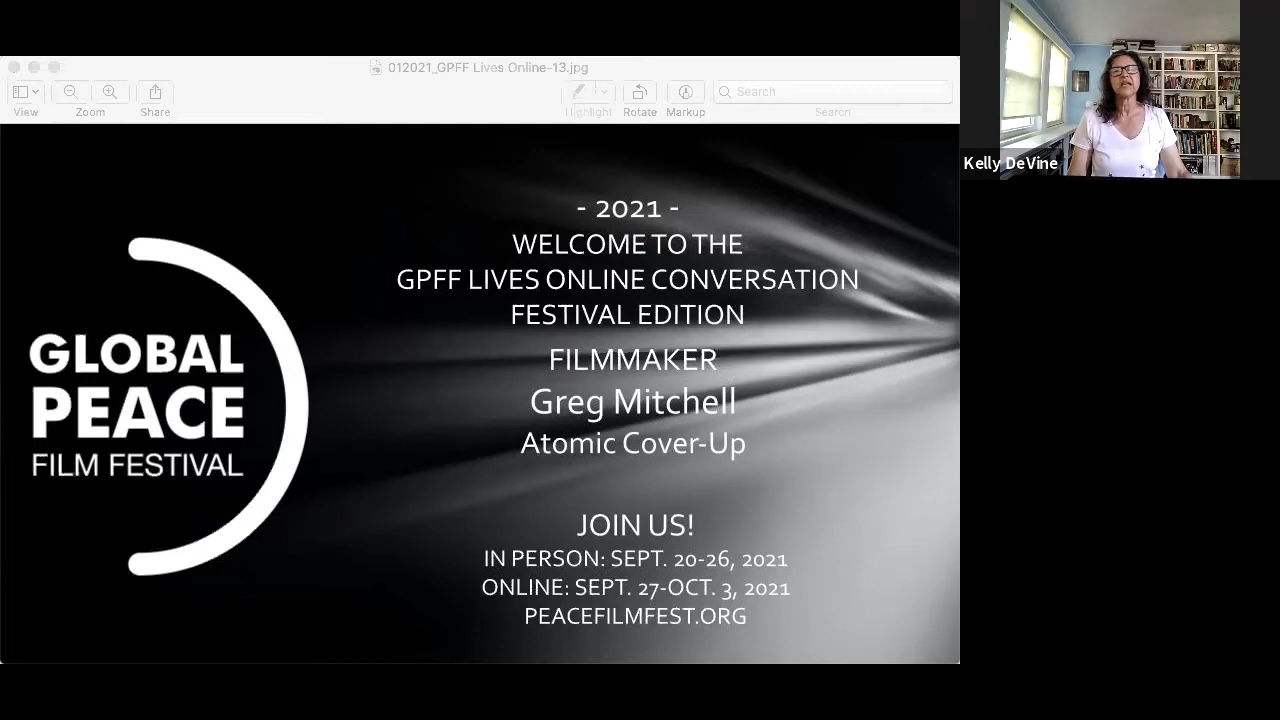 012021_GPFF Lives Online-13.jpg
View
Zoom
Share
Highlight
Rotate
Markup
Search
Search
Kelly DeVine
- 2021 -
WELCOME TO THE
GPFF LIVES ONLINE CONVERSATION
FESTIVAL EDITION
FILMMAKER
Greg Mitchell
Atomic Cover-Up
GLOBAL
PEACE
FILM FESTIVAL
JOIN US!
IN PERSON: SEPT. 20-26, 2021
ONLINE: SEPT. 27-OCT. 3, 2021
PEACEFILMFEST.ORG